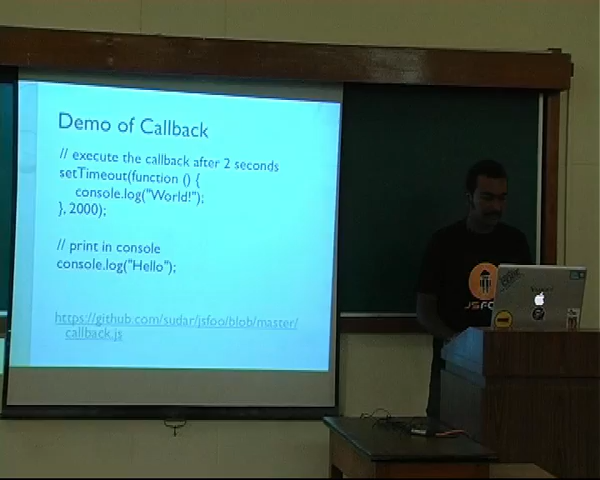 Demo of Callback
// execute the callback after 2 seconds
setTimeout(function () {
console.log("World!");
}, 2000);
// print in console
console.log("Hello");
https://github.com/sudar/jsfoo/blob/master/
callback.js
JSFO